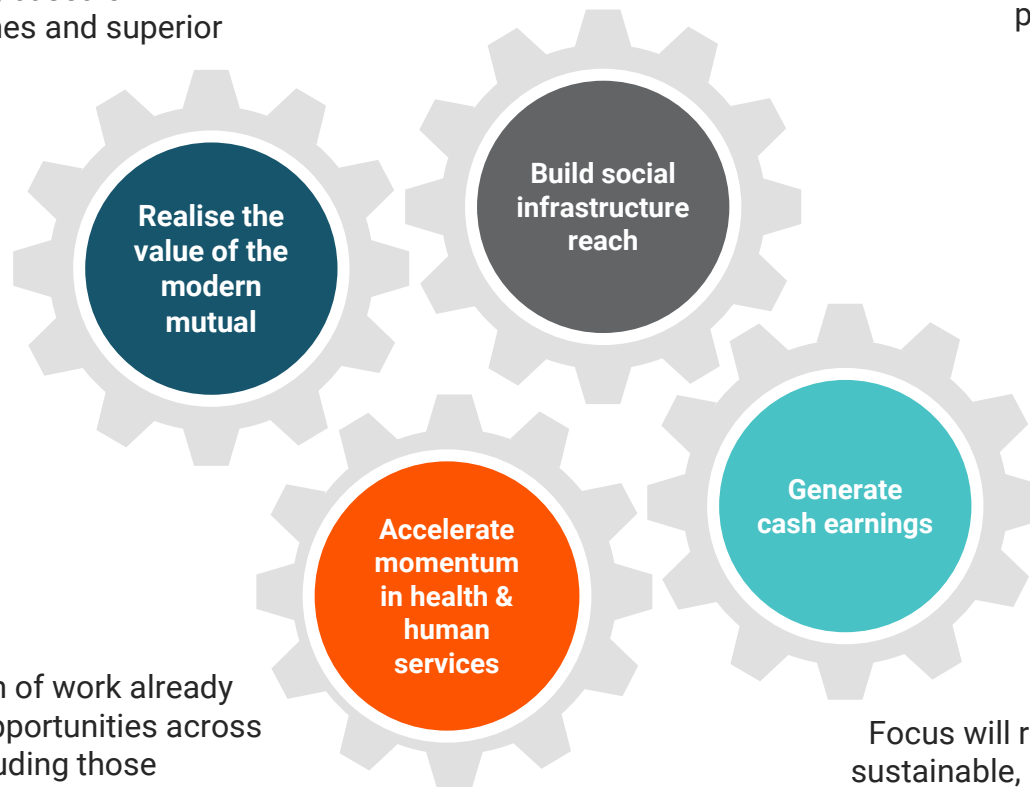 nes and superior
p
Realise the
value of the
modern
mutual
Build social
infrastructure
reach
Generate
cash earnings
Accelerate
momentum
in health &
human
services
n of work already
pportunities across
uding those
Focus will r
sustainable,